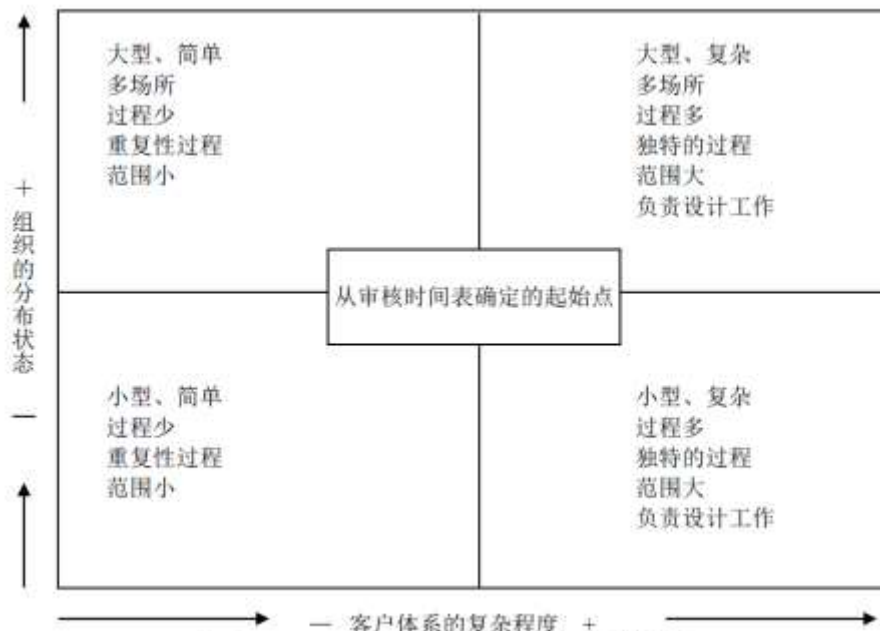 大型、简单
多场所
过程少
重复性过程
范围小
大型、复杂
多场所
过程多
独特的过程
范围大
负责设计工作
＋组织的分布状态－
从审核时间表确定的起始点
小型、简单
过程少
重复性过程
范围小
小型、复杂
过程多
独特的过程
范围大
负责设计工作
－ 客户体系的复杂程度 ＋